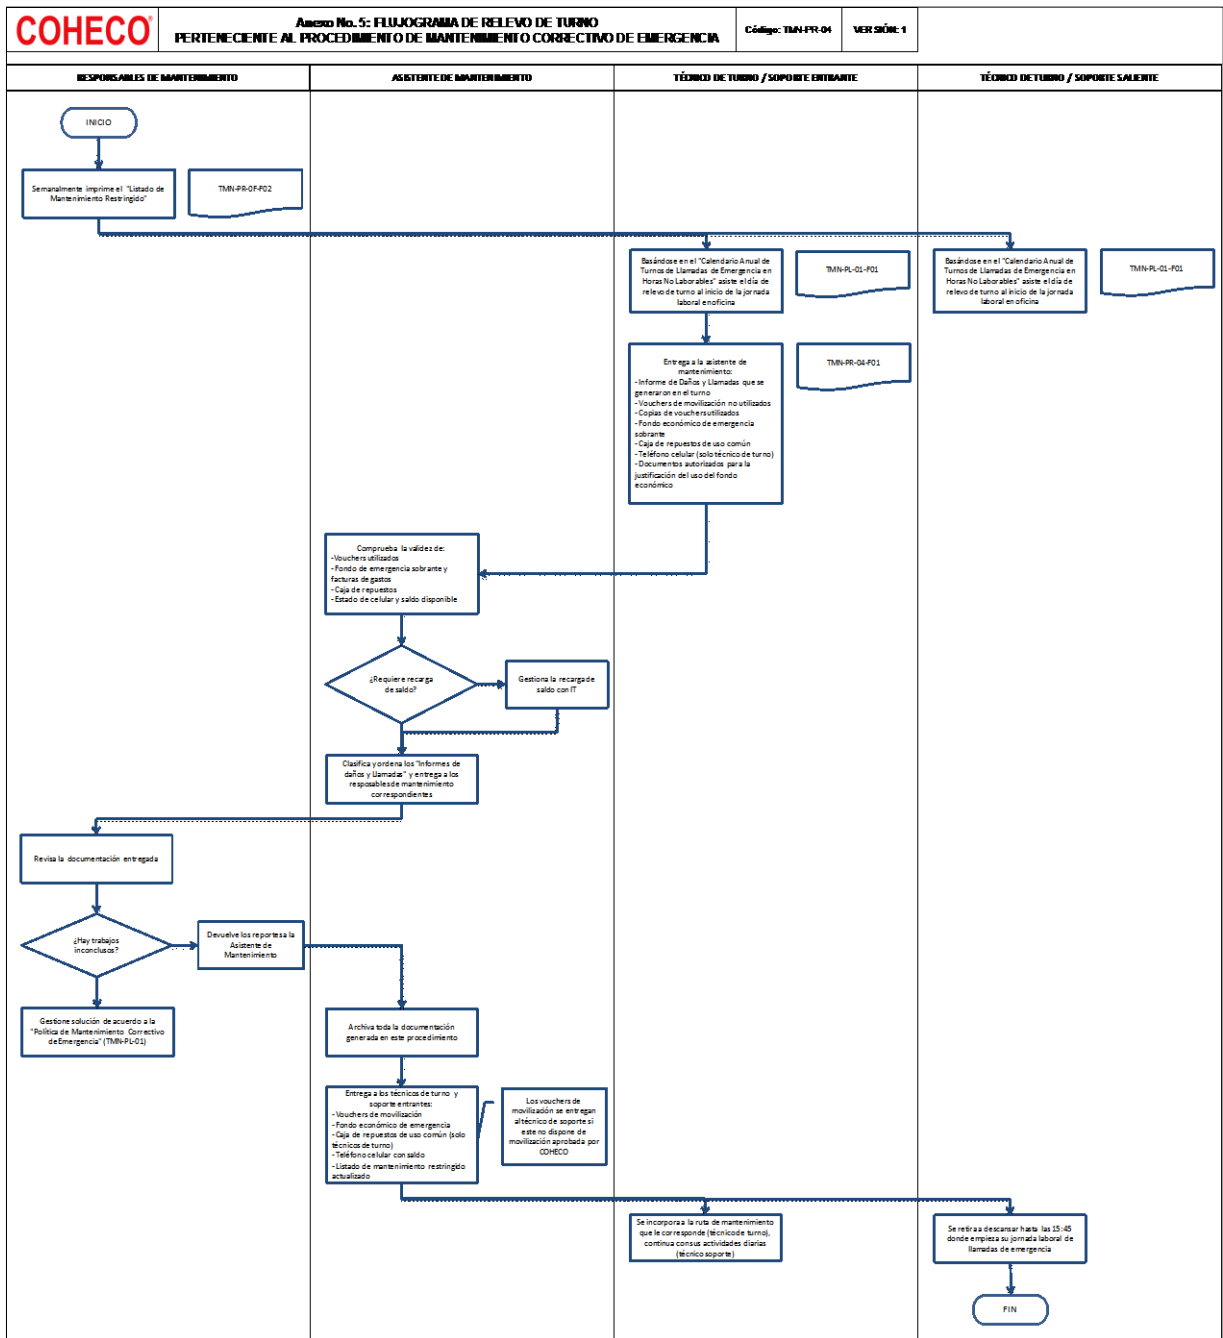 COHECO®
Anexo No. 5: FLUJOGRAMA DE RELEVO DE TURNO
PERTENECIENTE AL PROCEDIMIENTO DE MANTENIMIENTO CORRECTIVO DE EMERGENCIA
Código: TMN-PR-04
VERSIÓN: 1
RESPONSABLES DE MANTENIMIENTO
ASISTENTE DE MANTENIMIENTO
TÉCNICO DE TURNO / SOPORTE ENTRANTE
TÉCNICO DE TURNO / SOPORTE SALIENTE
INICIO
Semanalmente imprime el "Listado de
Mantenimiento Restringido"
TMN-PR-0F-F02
Basándose en el "Calendario Anual de
Turnos de Llamadas de Emergencia en
Horas No Laborables" asiste el día de
relevo de turno al inicio de la jornada
laboral en oficina
TMN-PL-01-F01
Basándose en el "Calendario Anual de
Turnos de Llamadas de Emergencia en
Horas No Laborables" asiste el día de
relevo de turno al inicio de la jornada
laboral en oficina
TMN-PL-01-F01
Entrega a la asistente de
mantenimiento:
- Informe de Daños y Llamadas que se
generaron en el turno
- Vouchers de movilización no utilizados
- Copias de vouchers utilizados
- Fondo económico de emergencia
sobrante
- Caja de repuestos de uso común
- Teléfono celular (solo técnico de turno)
- Documentos autorizados para la
justificación del uso del fondo
económico
TMN-PR-04-F01
Comprueba la validez de:
- Vouchers utilizados
- Fondo de emergencia sobrante y
facturas de gastos
- Caja de repuestos
- Estado de celular y saldo disponible
¿Requiere recarga
de saldo?
Gestiona la recarga de
saldo con IT
Clasifica y ordena los "Informes de
daños y Llamadas" y entrega a los
resposables de mantenimiento
correspondientes
Revisa la documentación entregada
¿Hay trabajos
inconclusos?
Devuelve los reportes a la
Asistente de
Mantenimiento
Gestione solución de acuerdo a la
"Política de Mantenimiento Correctivo
de Emergencia" (TMN-PL-01)
Archiva toda la documentación
generada en este procedimiento
Entrega a los técnicos de turno y
soporte entrantes:
- Vouchers de movilización
- Fondo económico de emergencia
- Caja de repuestos de uso común (solo
técnicos de turno)
- Teléfono celular con saldo
- Listado de mantenimiento restringido
actualizado
Los vouchers de
movilización se entregan
al técnico de soporte si
este no dispone de
movilización aprobada por
COHECO
Se incorpora a la ruta de mantenimiento
que le corresponde (técnico de turno),
continua con sus actividades diarias
(técnico soporte)
Se retira a descansar hasta las 15:45
donde empieza su jornada laboral de
llamadas de emergencia
FIN